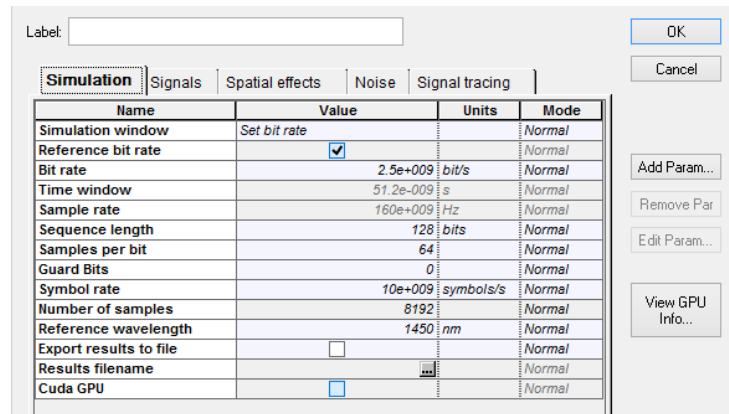 Label:
OK
Cancel
Simulation Signals Spatial effects Noise Signal tracing
Name Value Units Mode
Simulation window Set bit rate Normal
Reference bit rate Normal
Bit rate 2.5e+009 bit/s Normal
Time window 51.2e-009 s Normal
Sample rate 160e+009 Hz Normal
Sequence length 128 bits Normal
Samples per bit 64 Normal
Guard Bits 0 Normal
Symbol rate 10e+009 symbols/s Normal
Number of samples 8192 Normal
Reference wavelength 1450 nm Normal
Export results to file Normal
Results filename ... Normal
Cuda GPU Normal
Add Param...
Remove Par
Edit Param...
View GPU
Info...